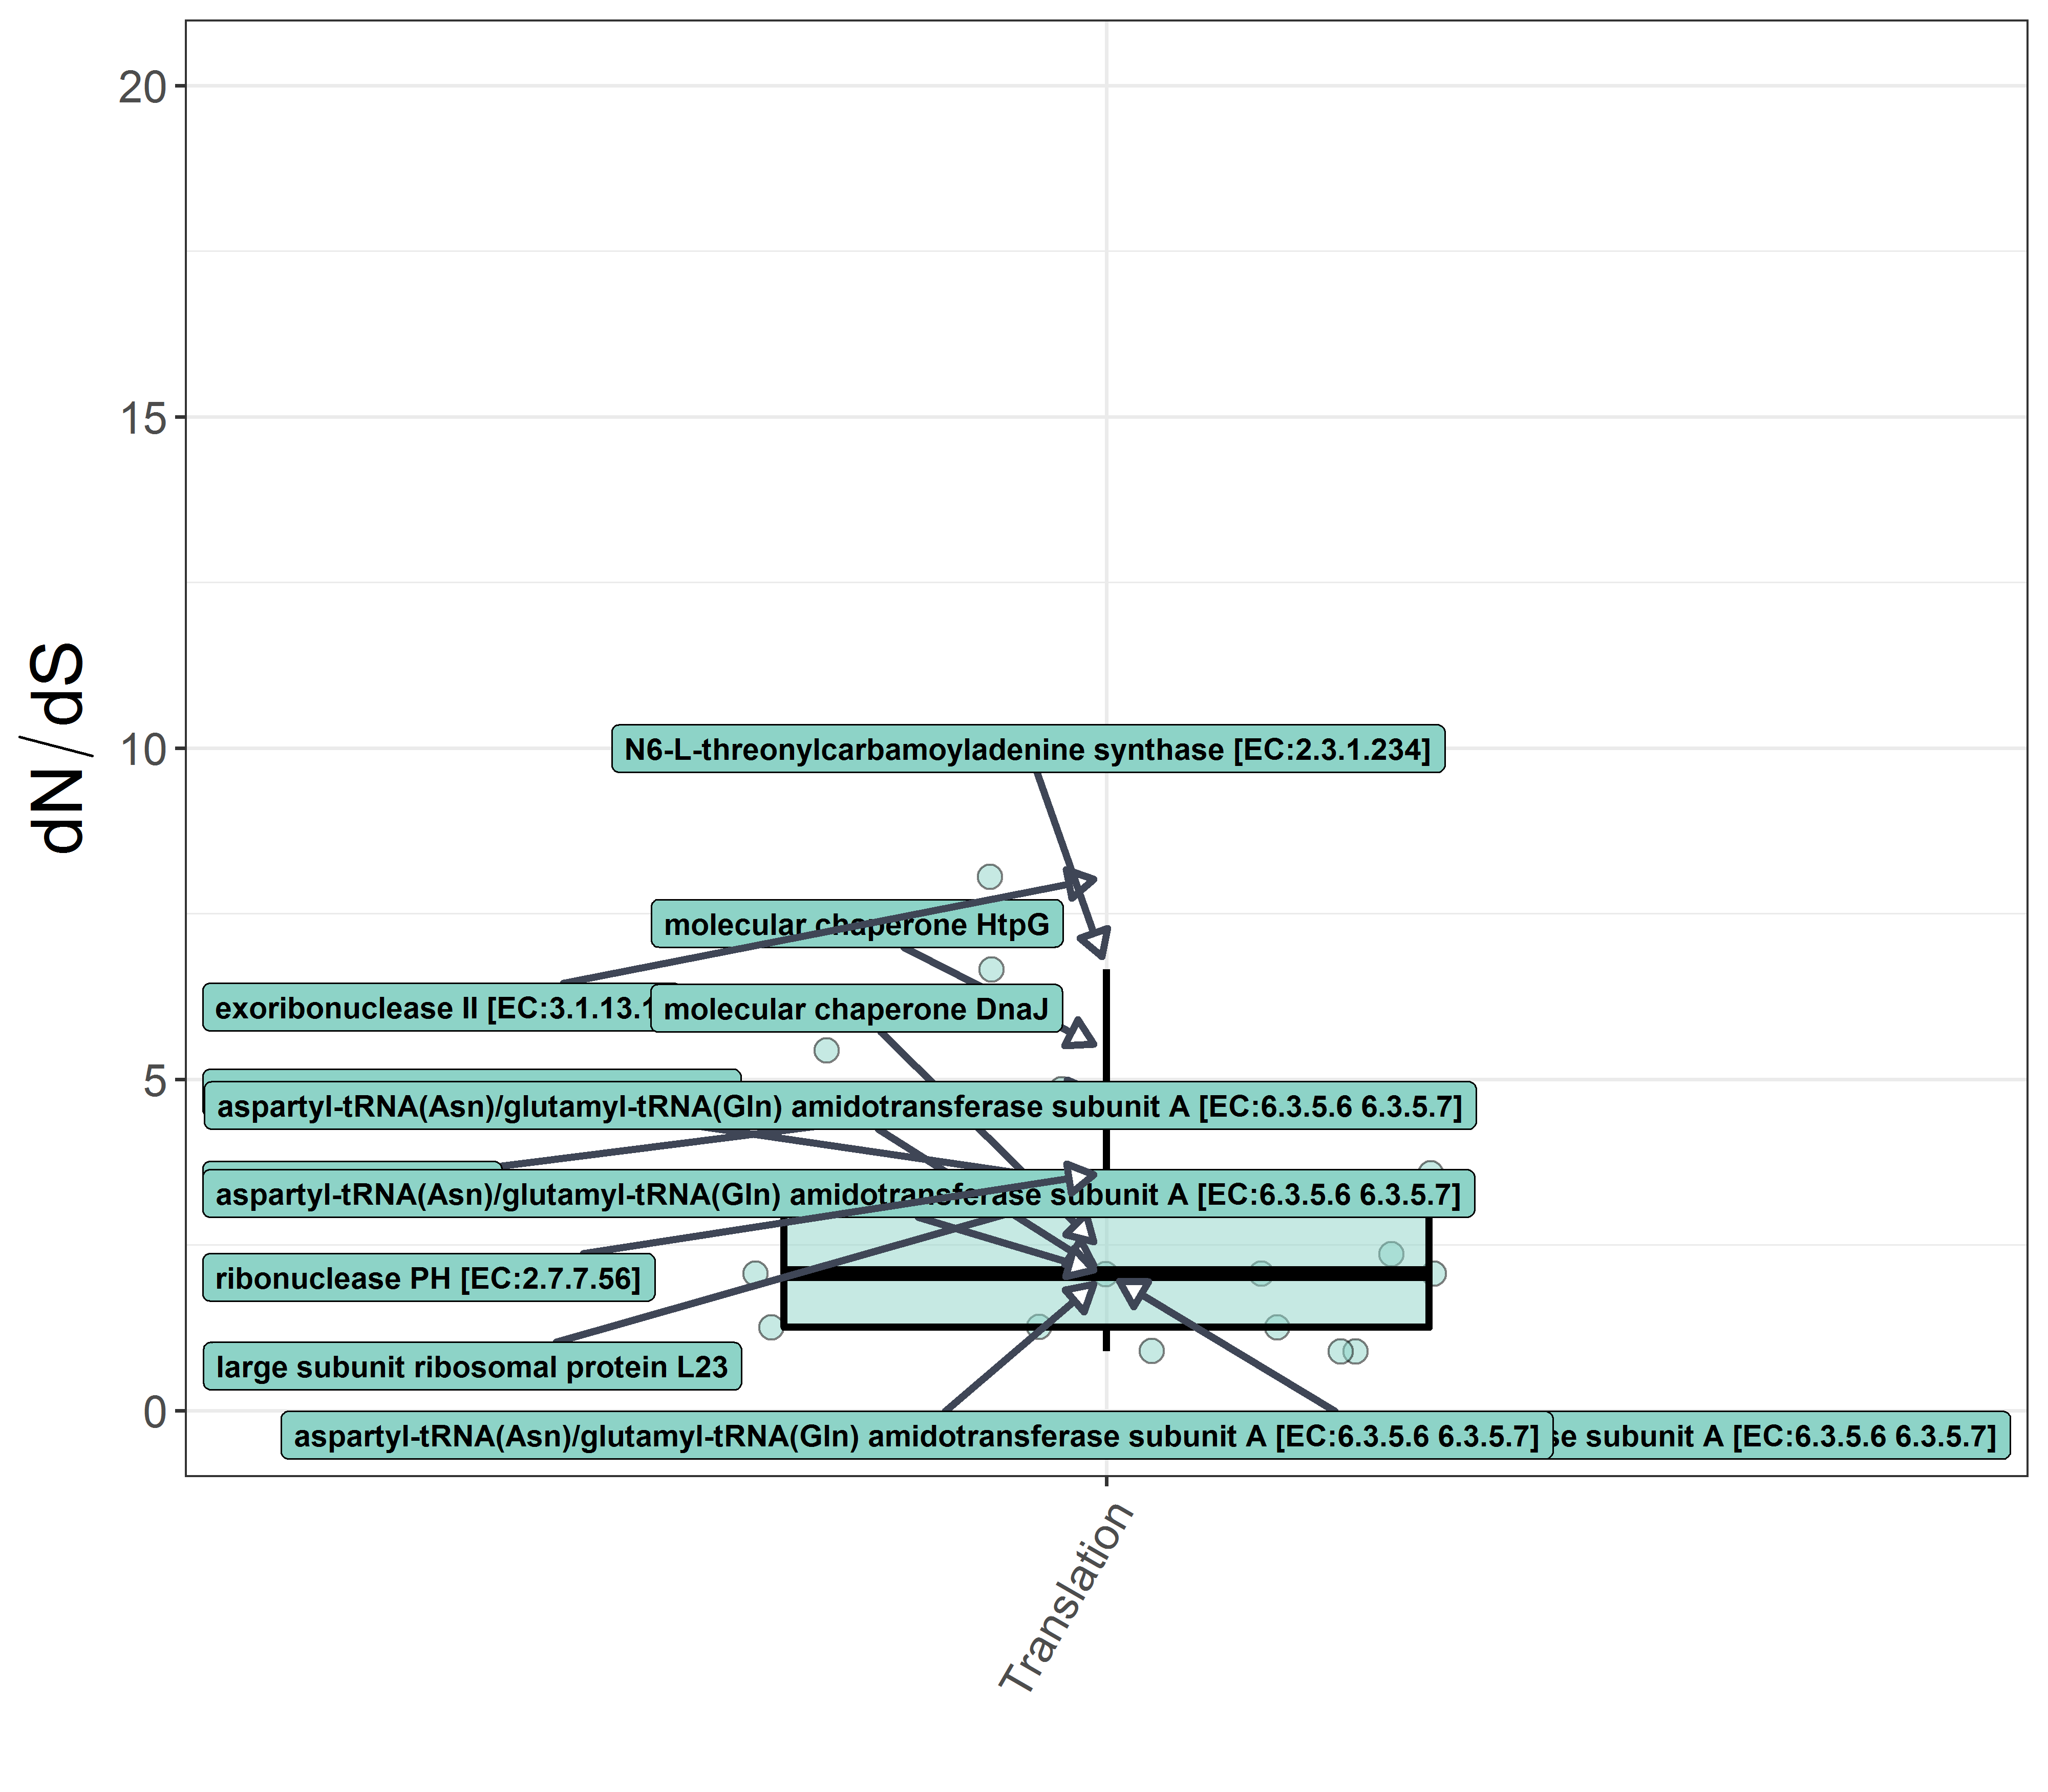 20
15
10
5
0
dN / dS
N6-L-threonylcarbamoyladenine synthase [EC:2.3.1.234]
molecular chaperone HtpG
exoribonuclease II [EC:3.1.13.1
molecular chaperone DnaJ
aspartyl-tRNA(Asn)/glutamyl-tRNA(Gln) amidotransferase subunit A [EC:6.3.5.6 6.3.5.7]
aspartyl-tRNA(Asn)/glutamyl-tRNA(Gln) amidotransferase subunit A [EC:6.3.5.6 6.3.5.7]
ribonuclease PH [EC:2.7.7.56]
large subunit ribosomal protein L23
aspartyl-tRNA(Asn)/glutamyl-tRNA(Gln) amidotransferase subunit A [EC:6.3.5.6 6.3.5.7]
subunit A [EC:6.3.5.6 6.3.5.7]
Translation